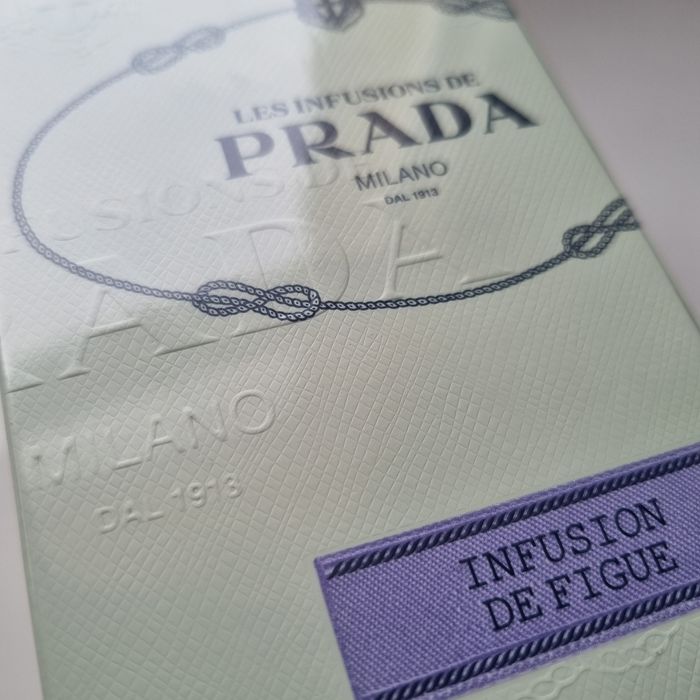 LES INFUSIONS DE
PRADA
MILANO
DAL 1913
MILANO
DAL 1913
INFUSION
DE FIGUE